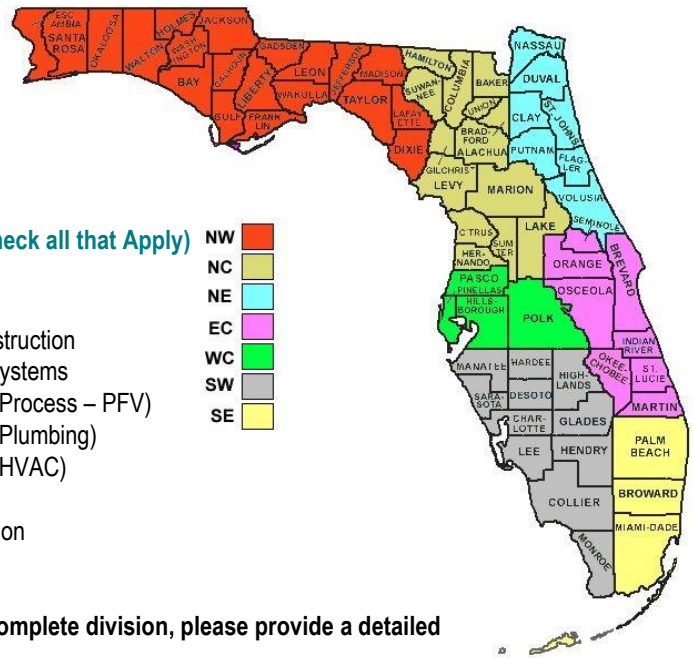 ESC
AMBIA
SANTA
ROSA
OKALOOSA
WALTON
HOLMES
WASH
INGTON
BAY
JACKSON
CALHOUN
GULF
LIBERTY
FRANK
LIN
GADSDEN
LEON
WAKULLA
JEFFERSON
MADISON
TAYLOR
LAFAY
ETTE
DIXIE
HAMILTON
SUWAN-
NEE
COLUMBIA
BAKER
UNION
BRAD-
FORD
ALACHUA
GILCHRIS
LEVY
MARION
NASSAU
DUVAL
CLAY
ST. JOHNS
PUTNAM
FLAG-
LER
VOLUSIA
SEMINOLE
heck all that Apply)
NW
NC
NE
EC
WC
SW
SE
C TRUS
SUM
TER
LAKE
HER-
NANDO
PASCO
PINELLAS
HILLS-
BOROUGH
POLK
ORANGE
BREVARD
OSCEOLA
INDIAN
RIVER
OKEE-
CHOBEE
ST.
LUCIE
MARTIN
struction
ystems
Process – PFV)
Plumbing)
HVAC)
on
MANATEE
HARDEE
HIGH-
LANDS
SARA-
SOTA
DESOTO
CHAR-
LOTTE
GLADES
LEE
HENDRY
COLLIER
MONROE
PALM
BEACH
BROWARD
MIAMI-DADE
omplete division, please provide a detailed